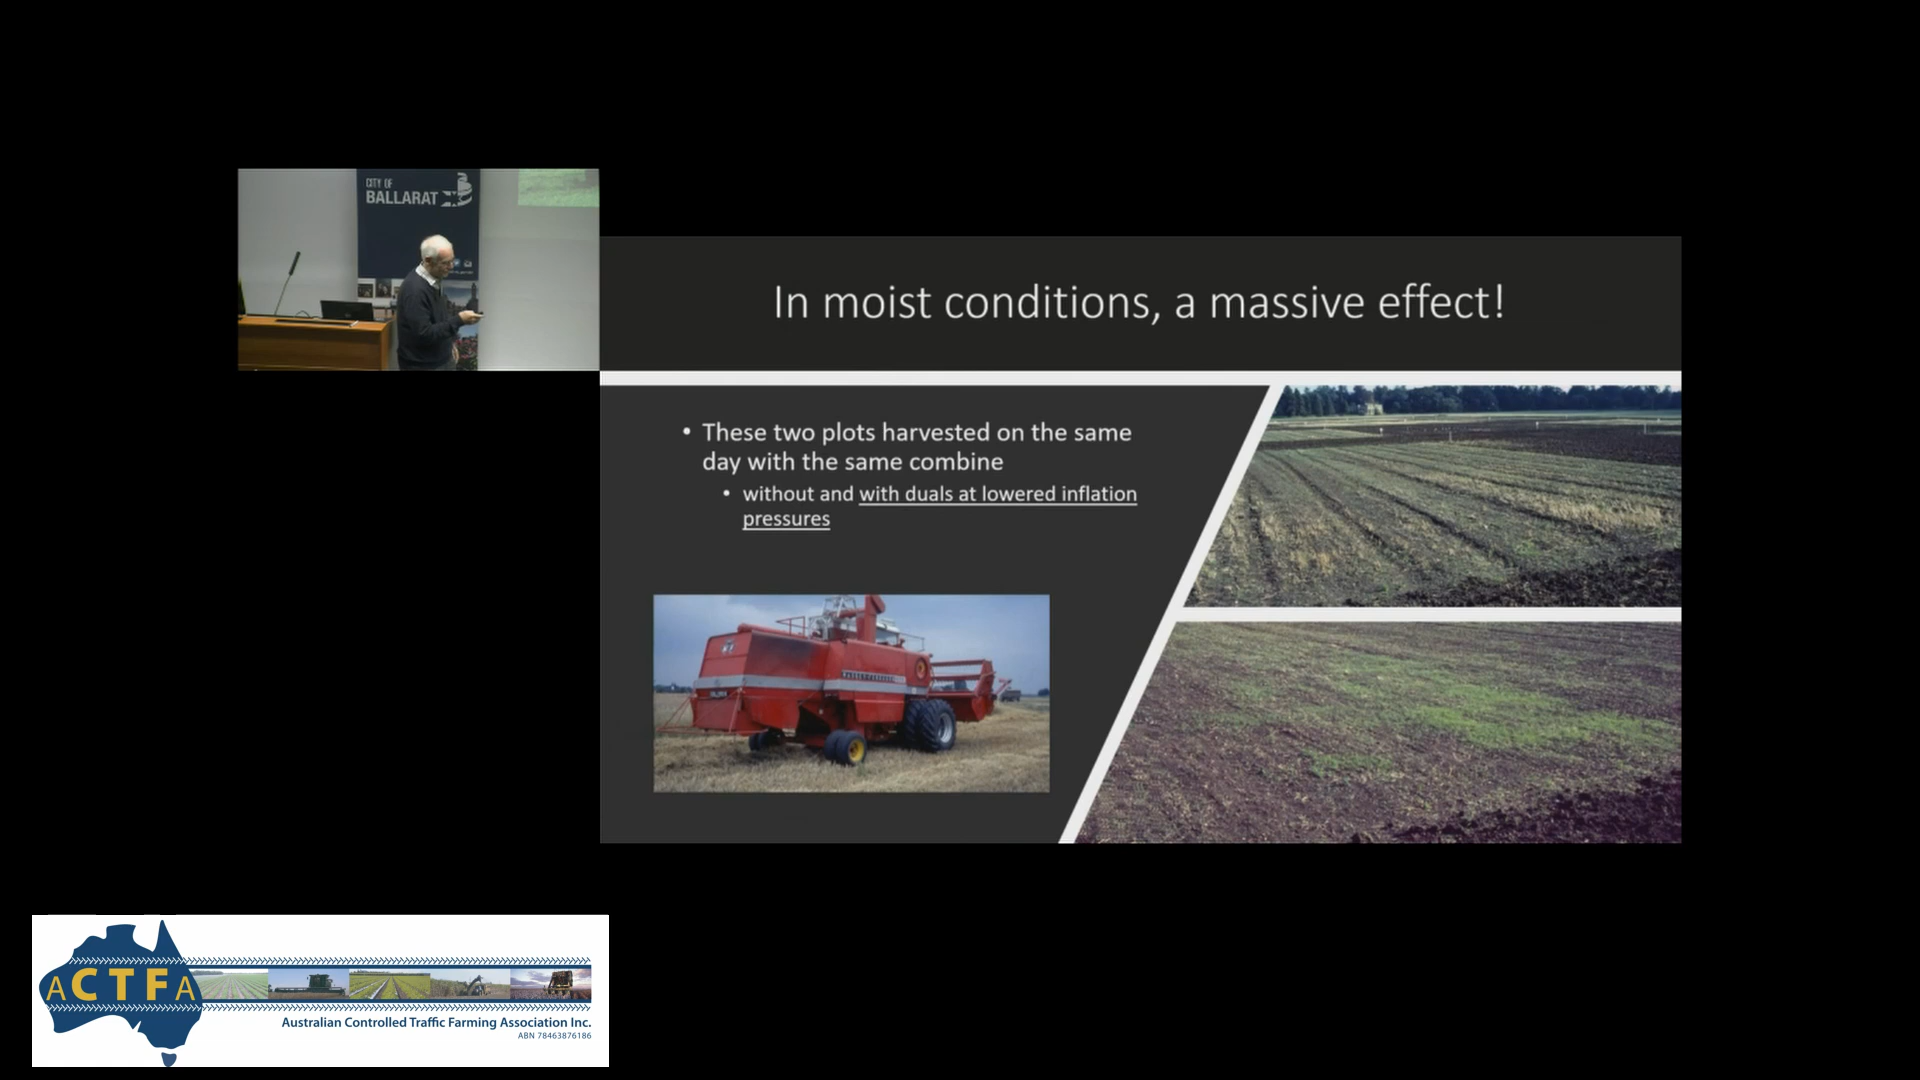 CITY OF
BALLARAT
In moist conditions, a massive effect!
• These two plots harvested on the same
day with the same combine
• without and with duals at lowered inflation
pressures
ACTFA
Australian Controlled Traffic Farming Association Inc.
ABN 78463876186